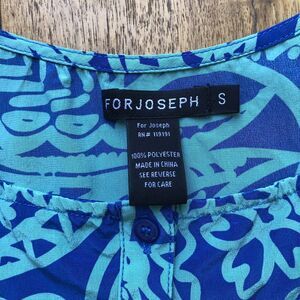 FORJOSEPH S
For Joseph
RN# 119191
100% POLYESTER
MADE IN CHINA
SEE REVERSE
FOR CARE